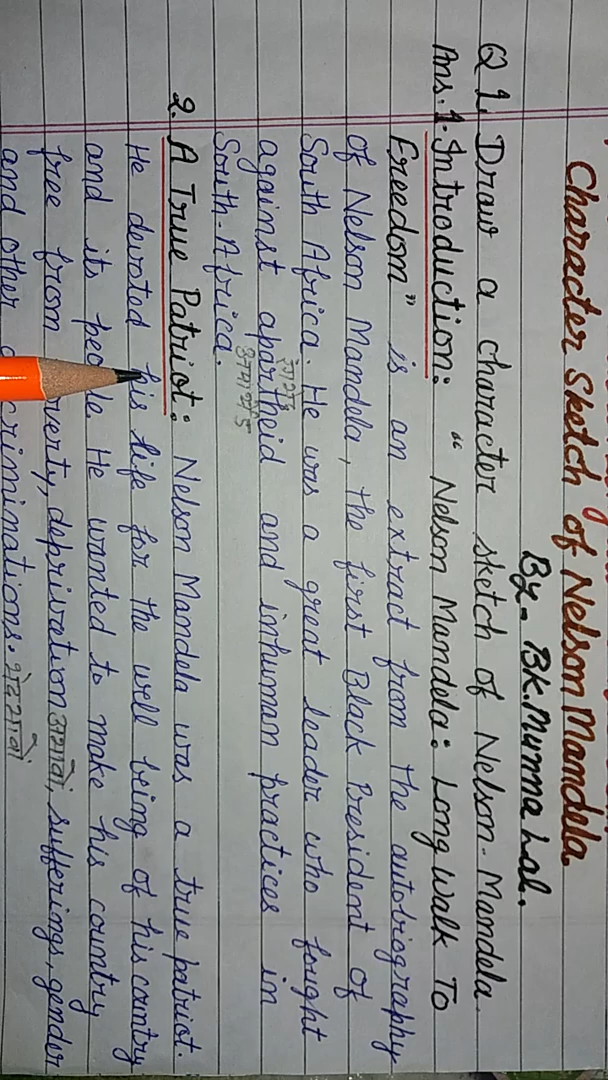 Character Sketch of Nelson Mandela
By- BK. Munna Lal.
Q1. Draw a character sketch of Nelson-Mandela.
Ans. 1. Introduction: " Nelson Mandela: Long Walk To
Freedom" is an extract from the autobiography
of Nelson Mandela, the first Black President of
South Africa. He was a great leader who fought
रंगभेद
against apartheid and inhuman practices in
South-Africa.
2. A True Patriot: Nelson Mandela was a true patriot.
He devoted his life for the well being of his country
and its He wanted to make his country
free from deprivation अभावों, sufferings, gender
and other भेदभावों